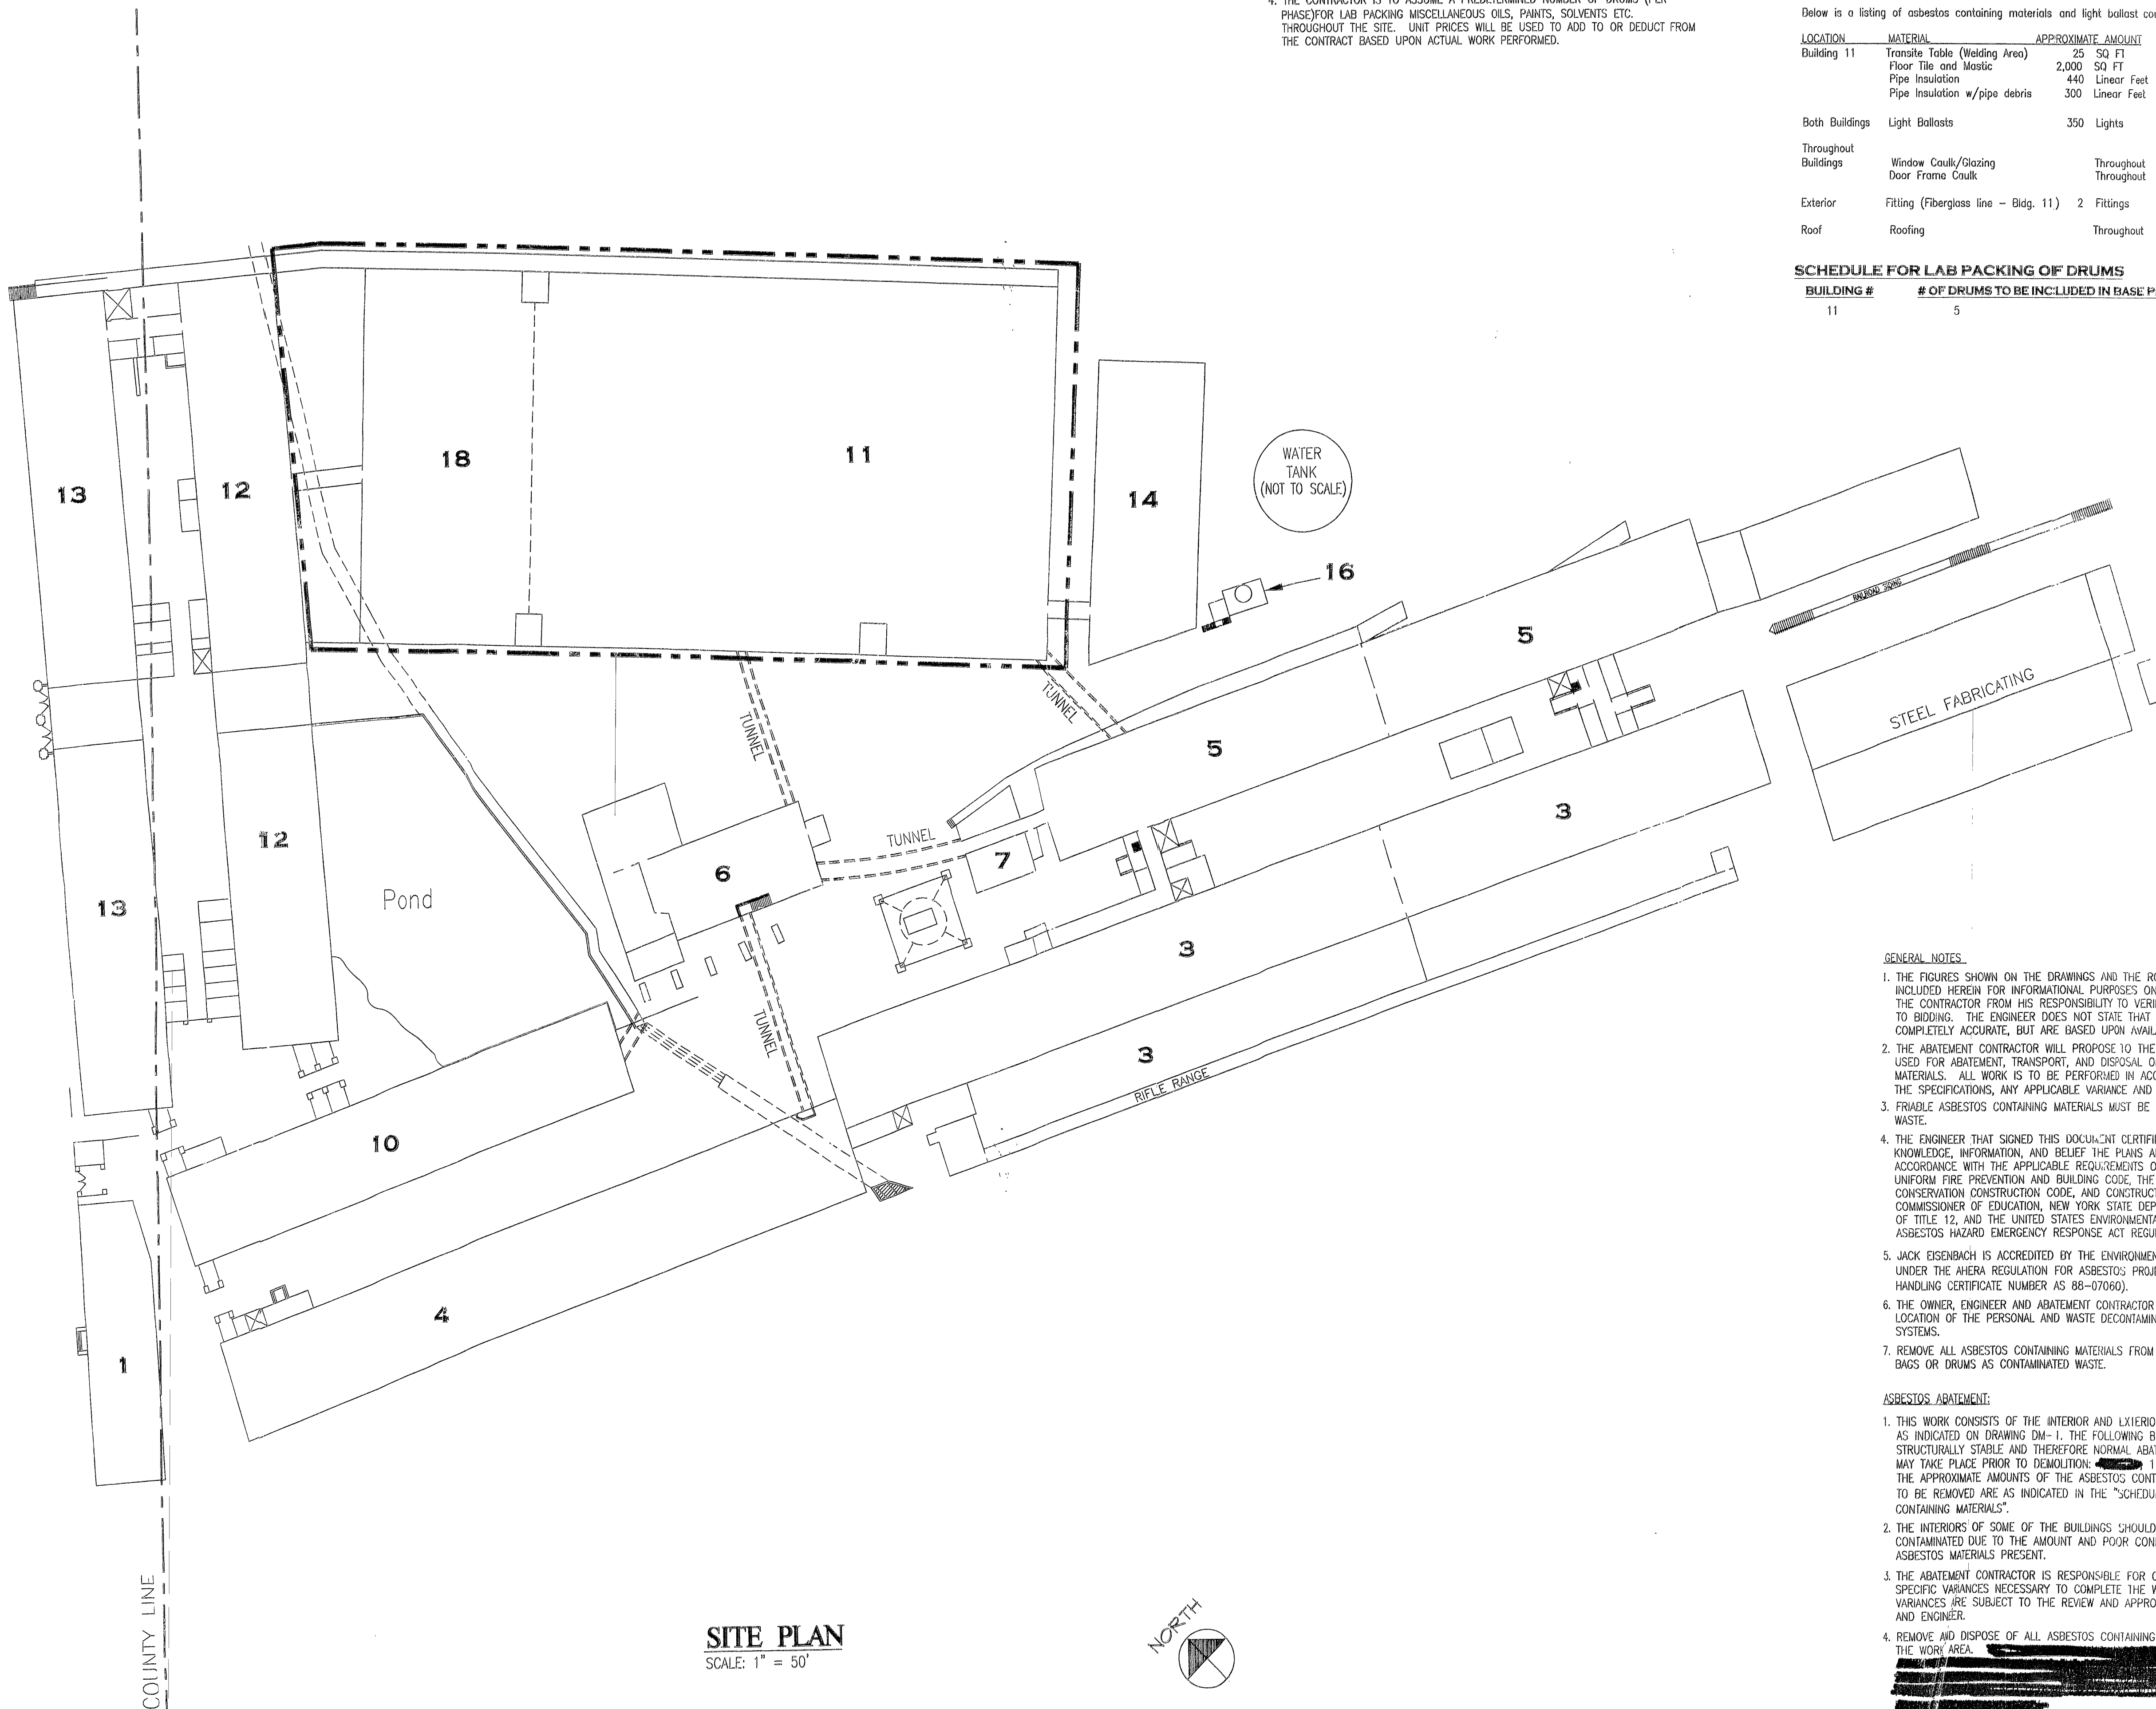 4. THE CONTRACTOR IS TO ASSUME A PREDETERMINED NUMBER OF DRUMS (PER
PHASE)FOR LAB PACKING MISCELLANEOUS OILS, PAINTS, SOLVENTS ETC.
THROUGHOUT THE SITE. UNIT PRICES WILL BE USED TO ADD TO OR DEDUCT FROM
THE CONTRACT BASED UPON ACTUAL WORK PERFORMED.
Below is a listing of asbestos containing materials and light ballast
LOCATION MATERIAL APPROXIMATE AMOUNT
Building 11 Transite Table (Welding Area) 25 SQ FT
Floor Tile and Mastic 2,000 SQ FT
Pipe Insulation 440 Linear Feet
Pipe Insulation w/pipe debris 300 Linear Feet
Both Buildings Light Ballasts 350 Lights
Throughout
Buildings Window Caulk/Glazing Throughout
Door Frame Caulk Throughout
Exterior Fitting (Fiberglass line - Bldg. 11) 2 Fittings
Roof Roofing Throughout
SCHEDULE FOR LAB PACKING OF DRUMS
BUILDING # # OF DRUMS TO BE INCLUDED IN BASE
11 5
18
11
13
12
14
WATER
TANK
(NOT TO SCALE)
16
5
RAILROAD SIDING
STEEL FABRICATING
TUNNEL
TUNNEL
5
3
12
TUNNEL
7
6
Pond
13
3
TUNNEL
3
RIFLE RANGE
10
4
1
COUNTY LINE
SITE PLAN
SCALE: 1" = 50'
NORTH
GENERAL NOTES
1. THE FIGURES SHOWN ON THE DRAWINGS AND THE
INCLUDED HEREIN FOR INFORMATIONAL PURPOSES
THE CONTRACTOR FROM HIS RESPONSIBILITY TO
TO BIDDING. THE ENGINEER DOES NOT STATE THAT
COMPLETELY ACCURATE, BUT ARE BASED UPON
2. THE ABATEMENT CONTRACTOR WILL PROPOSE TO THE
USED FOR ABATEMENT, TRANSPORT, AND DISPOSAL
MATERIALS. ALL WORK IS TO BE PERFORMED IN
THE SPECIFICATIONS, ANY APPLICABLE VARIANCE AND
3. FRIABLE ASBESTOS CONTAINING MATERIALS MUST BE
WASTE.
4. THE ENGINEER THAT SIGNED THIS DOCUMENT
KNOWLEDGE, INFORMATION, AND BELIEF THE PLANS
ACCORDANCE WITH THE APPLICABLE REQUIREMENTS
UNIFORM FIRE PREVENTION AND BUILDING CODE, THE
CONSERVATION CONSTRUCTION CODE, AND
COMMISSIONER OF EDUCATION, NEW YORK STATE
OF TITLE 12, AND THE UNITED STATES
ASBESTOS HAZARD EMERGENCY RESPONSE ACT
5. JACK EISENBACH IS ACCREDITED BY THE
UNDER THE AHERA REGULATION FOR ASBESTOS
HANDLING CERTIFICATE NUMBER AS 88-07060).
6. THE OWNER, ENGINEER AND ABATEMENT CONTRACTOR
LOCATION OF THE PERSONAL AND WASTE
SYSTEMS.
7. REMOVE ALL ASBESTOS CONTAINING MATERIALS FROM
BAGS OR DRUMS AS CONTAMINATED WASTE.
ASBESTOS ABATEMENT:
1. THIS WORK CONSISTS OF THE INTERIOR AND
AS INDICATED ON DRAWING DM-1. THE FOLLOWING
STRUCTURALLY STABLE AND THEREFORE NORMAL
MAY TAKE PLACE PRIOR TO DEMOLITION:
THE APPROXIMATE AMOUNTS OF THE ASBESTOS
TO BE REMOVED ARE AS INDICATED IN THE
CONTAINING MATERIALS".
2. THE INTERIORS OF SOME OF THE BUILDINGS SHOULD
CONTAMINATED DUE TO THE AMOUNT AND POOR
ASBESTOS MATERIALS PRESENT.
3. THE ABATEMENT CONTRACTOR IS RESPONSIBLE FOR
SPECIFIC VARIANCES NECESSARY TO COMPLETE THE
VARIANCES ARE SUBJECT TO THE REVIEW AND
AND ENGINEER.
4. REMOVE AND DISPOSE OF ALL ASBESTOS CONTAINING
THE WORK AREA.